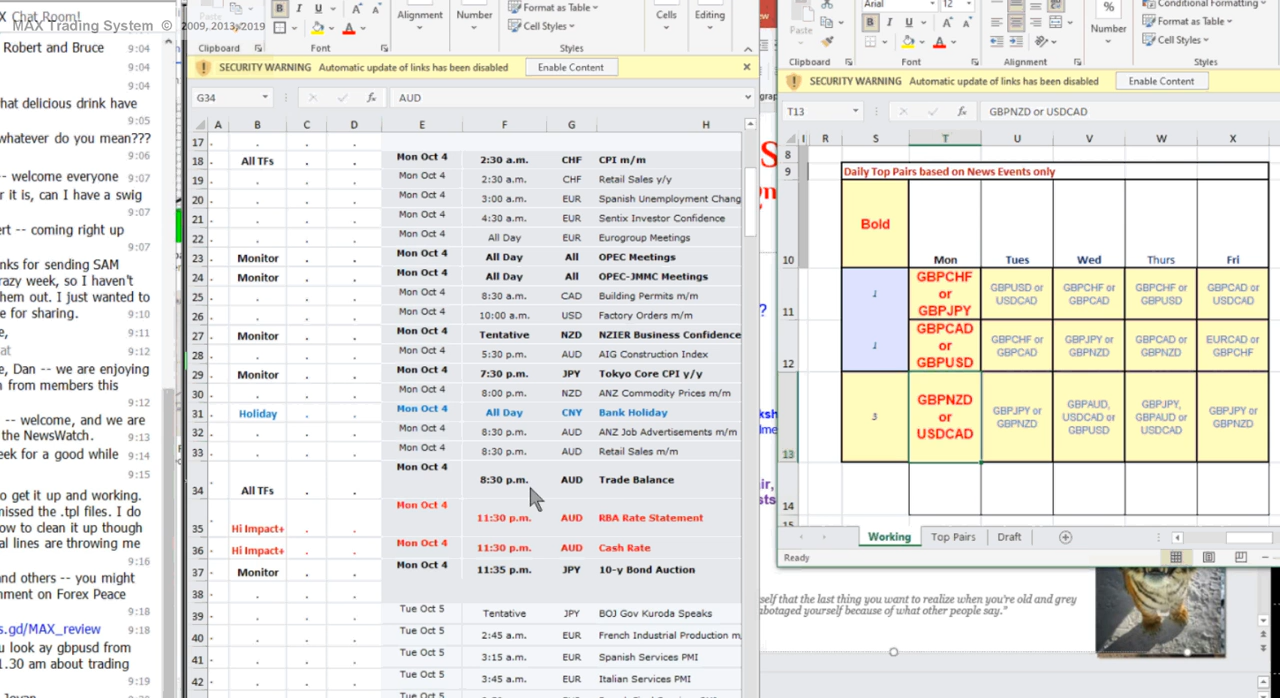 MAX Chat Room!
MAX Trading System © 2009, 2013, 2019
Robert and Bruce
9:04
9:04
9:04
hat delicious drink have
9:05
whatever do you mean???
9:06
-- welcome everyone 9:07
r it is, can I have a swig
9:07
ert -- coming right up
9:07
nks for sending SAM
razy week, so I haven't
hem out. I just wanted to
e for sharing. 9:10
e, 9:11
at 9:12
e, Dan -- we are enjoying
n from members this
9:12
-- welcome, and we are
the NewsWatch. 9:13
eek for a good while 9:14
9:15
o get it up and working.
missed the .tpl files. I do
ow to clean it up though
al lines are throwing me
9:16
and others -- you might
nment on Forex Peace
9:18
s.gd/MAX_review 9:18
u look ay gbpusd from
1.30 am about trading
9:19
Jovan
Paste
B I U A A
Alignment
Number
Format as Table
Cell Styles
Cells
Editing
Clipboard Font Styles
SECURITY WARNING Automatic update of links has been disabled Enable Content
G34 fx AUD
A B C D E F G H
17 . . .
18 All TFs . . Mon Oct 4 2:30 a.m. CHF CPI m/m
19 . . . Mon Oct 4 2:30 a.m. CHF Retail Sales y/y
20 . . . Mon Oct 4 3:00 a.m. EUR Spanish Unemployment Chang
21 . . . Mon Oct 4 4:30 a.m. EUR Sentix Investor Confidence
22 . . . Mon Oct 4 All Day EUR Eurogroup Meetings
23 Monitor . . Mon Oct 4 All Day All OPEC Meetings
24 Monitor . . Mon Oct 4 All Day All OPEC-JMMC Meetings
25 . . . Mon Oct 4 8:30 a.m. CAD Building Permits m/m
26 . . . Mon Oct 4 10:00 a.m. USD Factory Orders m/m
27 Monitor . . Mon Oct 4 Tentative NZD NZIER Business Confidence
28 . . . Mon Oct 4 5:30 p.m. AUD AIG Construction Index
29 Monitor . . Mon Oct 4 7:30 p.m. JPY Tokyo Core CPI y/y
30 . . . Mon Oct 4 8:00 p.m. NZD ANZ Commodity Prices m/m
31 Holiday . . Mon Oct 4 All Day CNY Bank Holiday
32 . . . Mon Oct 4 8:30 p.m. AUD ANZ Job Advertisements m/m
33 . . . Mon Oct 4 8:30 p.m. AUD Retail Sales m/m
34 All TFs . . Mon Oct 4 8:30 p.m. AUD Trade Balance
35 Hi Impact+ . . Mon Oct 4 11:30 p.m. AUD RBA Rate Statement
36 Hi Impact+ . . Mon Oct 4 11:30 p.m. AUD Cash Rate
37 Monitor . . Mon Oct 4 11:35 p.m. JPY 10-y Bond Auction
39 . . . Tue Oct 5 Tentative JPY BOJ Gov Kuroda Speaks
40 . . . Tue Oct 5 2:45 a.m. EUR French Industrial Production m
41 . . . Tue Oct 5 3:15 a.m. EUR Spanish Services PMI
42 . . . Tue Oct 5 3:45 a.m. EUR Italian Services PMI
Tue Oct 5
Arial 12
Paste
B I U A A
Number
Conditional Formatting
Format as Table
Cell Styles
Clipboard Font Alignment Styles
SECURITY WARNING Automatic update of links has been disabled Enable Content
T13 fx GBPNZD or USDCAD
R S T U V W X
8
9 Daily Top Pairs based on News Events only
10 Bold Mon Tues Wed Thurs Fri
11 1 GBPCHF or GBPJPY GBPUSD or USDCAD GBPCHF or GBPCAD GBPCHF or GBPUSD GBPCAD or USDCAD
12 1 GBPCAD or GBPUSD GBPCHF or GBPCAD GBPJPY or GBPNZD GBPCAD or GBPNZD EURCAD or GBPCHF
13 3 GBPNZD or USDCAD GBPJPY or GBPNZD GBPAUD, USDCAD or GBPUSD GBPJPY, GBPAUD or USDCAD GBPJPY or GBPNZD
14
15
Working Top Pairs Draft
Ready
self that the last thing you want to realize when you're old and grey
abotaged yourself because of what other people say."